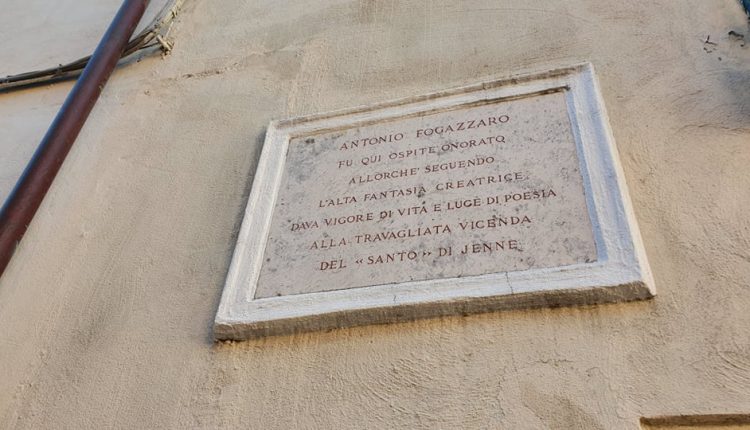 ANTONIO FOGAZZARO
FU QUI OSPITE ONORATO
ALLORCHE' SEGUENDO
L'ALTA FANTASIA CREATRICE
DAVA VIGORE DI VITA E LUCE DI POESIA
ALLA TRAVAGLIATA VICENDA
DEL «SANTO» DI JENNE